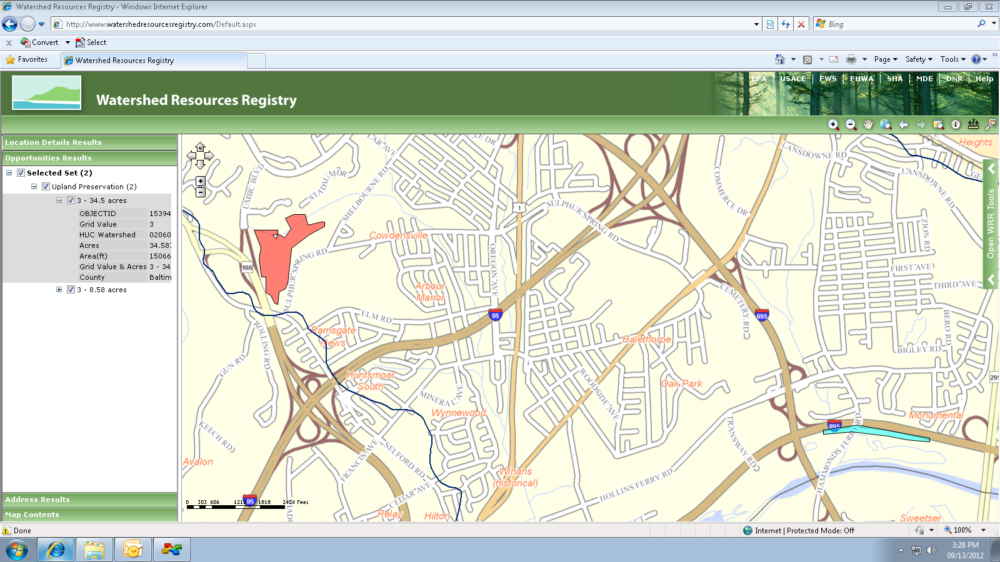 Watershed Resources Registry - Windows Internet Explorer
http://www.watershedresourcesregistry.com/Default.aspx
Bing
x Convert Select
Favorites Watershed Resources Registry
Page Safety Tools
EPA | USACE | FWS | FHWA | SHA | MDE | DNR | Help
Watershed Resources Registry
Location Details Results
Opportunities Results
Selected Set (2)
Upland Preservation (2)
3 - 34.5 acres
OBJECTID 15394
Grid Value 3
HUC Watershed 02060
Acres 34.587
Area(ft) 15066
Grid Value & Acres 3 - 34
County Baltim
3 - 8.58 acres
Address Results
Map Contents
N
UMBC BLVD
STADIUM DR
SHELBOURNE RD
LE DR
1
SULPHUR SPRING RD
COMMERCE DR
LANSDOWNE RD
Heights
LANSDOWNE RD
Open WRR Tools
Cowdensville
OREGON AVE
ZION RD
166
SULPHUR SPRING RD
Arbour
Manor
FIRST AVE
THIRD AVE
CEMETERY RD
95
695
ELM RD
BERO RD
Ramsgate
News
ROLLING RD
Halethorpe
BIGLEY RD
GUN RD
Huntsmoor
South
WOODSIDE AVE
Oak Park
295
MINERAL
AVE
Wynnewood
Monumental
KEECH RD
TRANSWAY RD
895
HAMMONDS FERRY RD
SELFORD RD
FRANCIS AVE
Avalon
Winans
(historical)
HOLLINS FERRY RD
CEDAR AVE
95
0 303 606 1212 1818 2424 Feet
Relay
Hilton
Sweetser
Done
Internet | Protected Mode: Off
100%
3:28 PM
09/13/2012